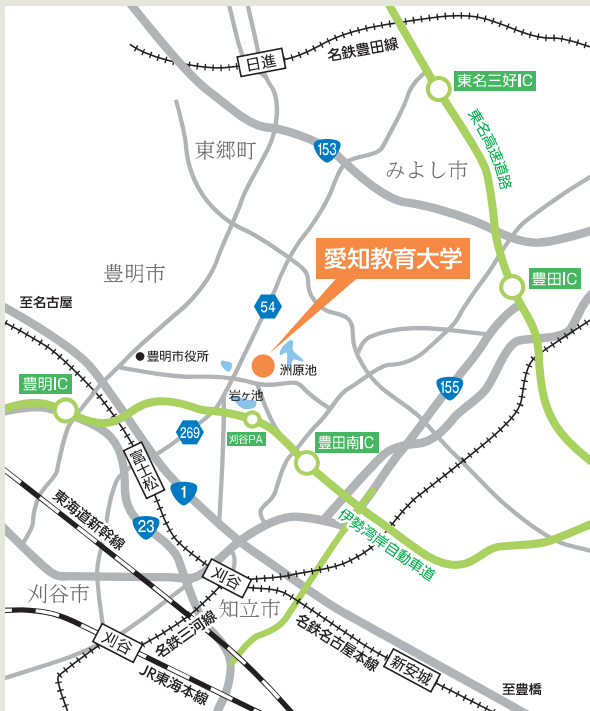 名鉄豊田線
日進
東名三好IC
東名高速道路
東郷町
153
みよし市
愛知教育大学
豊明市
豊田IC
至名古屋
54
豊明市役所
洲原池
豊明IC
155
岩ヶ池
刈谷PA
269
豊田南IC
富士松
1
東海道新幹線
23
伊勢湾岸自動車道
刈谷
刈谷市
知立市
名鉄三河線
名鉄名古屋本線
刈谷
新安城
JR東海本線
至豊橋